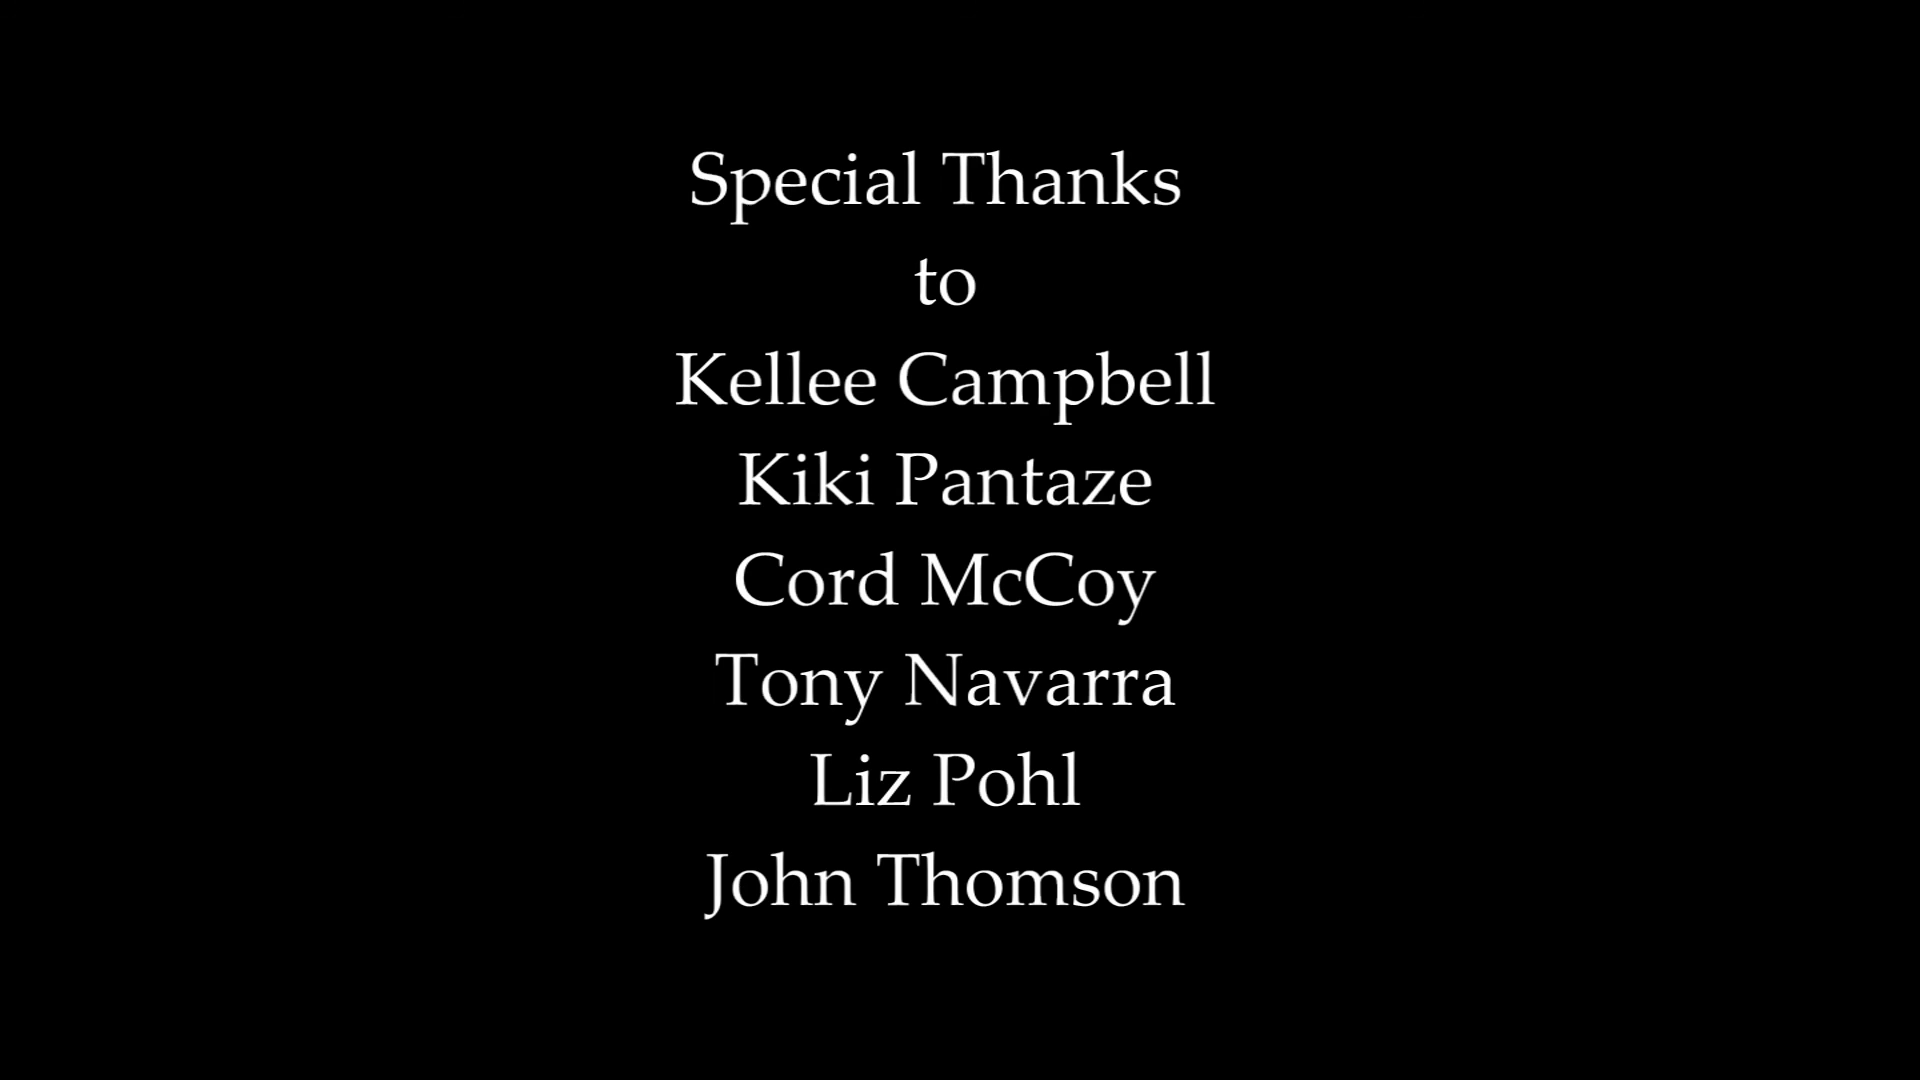 Special Thanks
to
Kellee Campbell
Kiki Pantaze
Cord McCoy
Tony Navarra
Liz Pohl
John Thomson